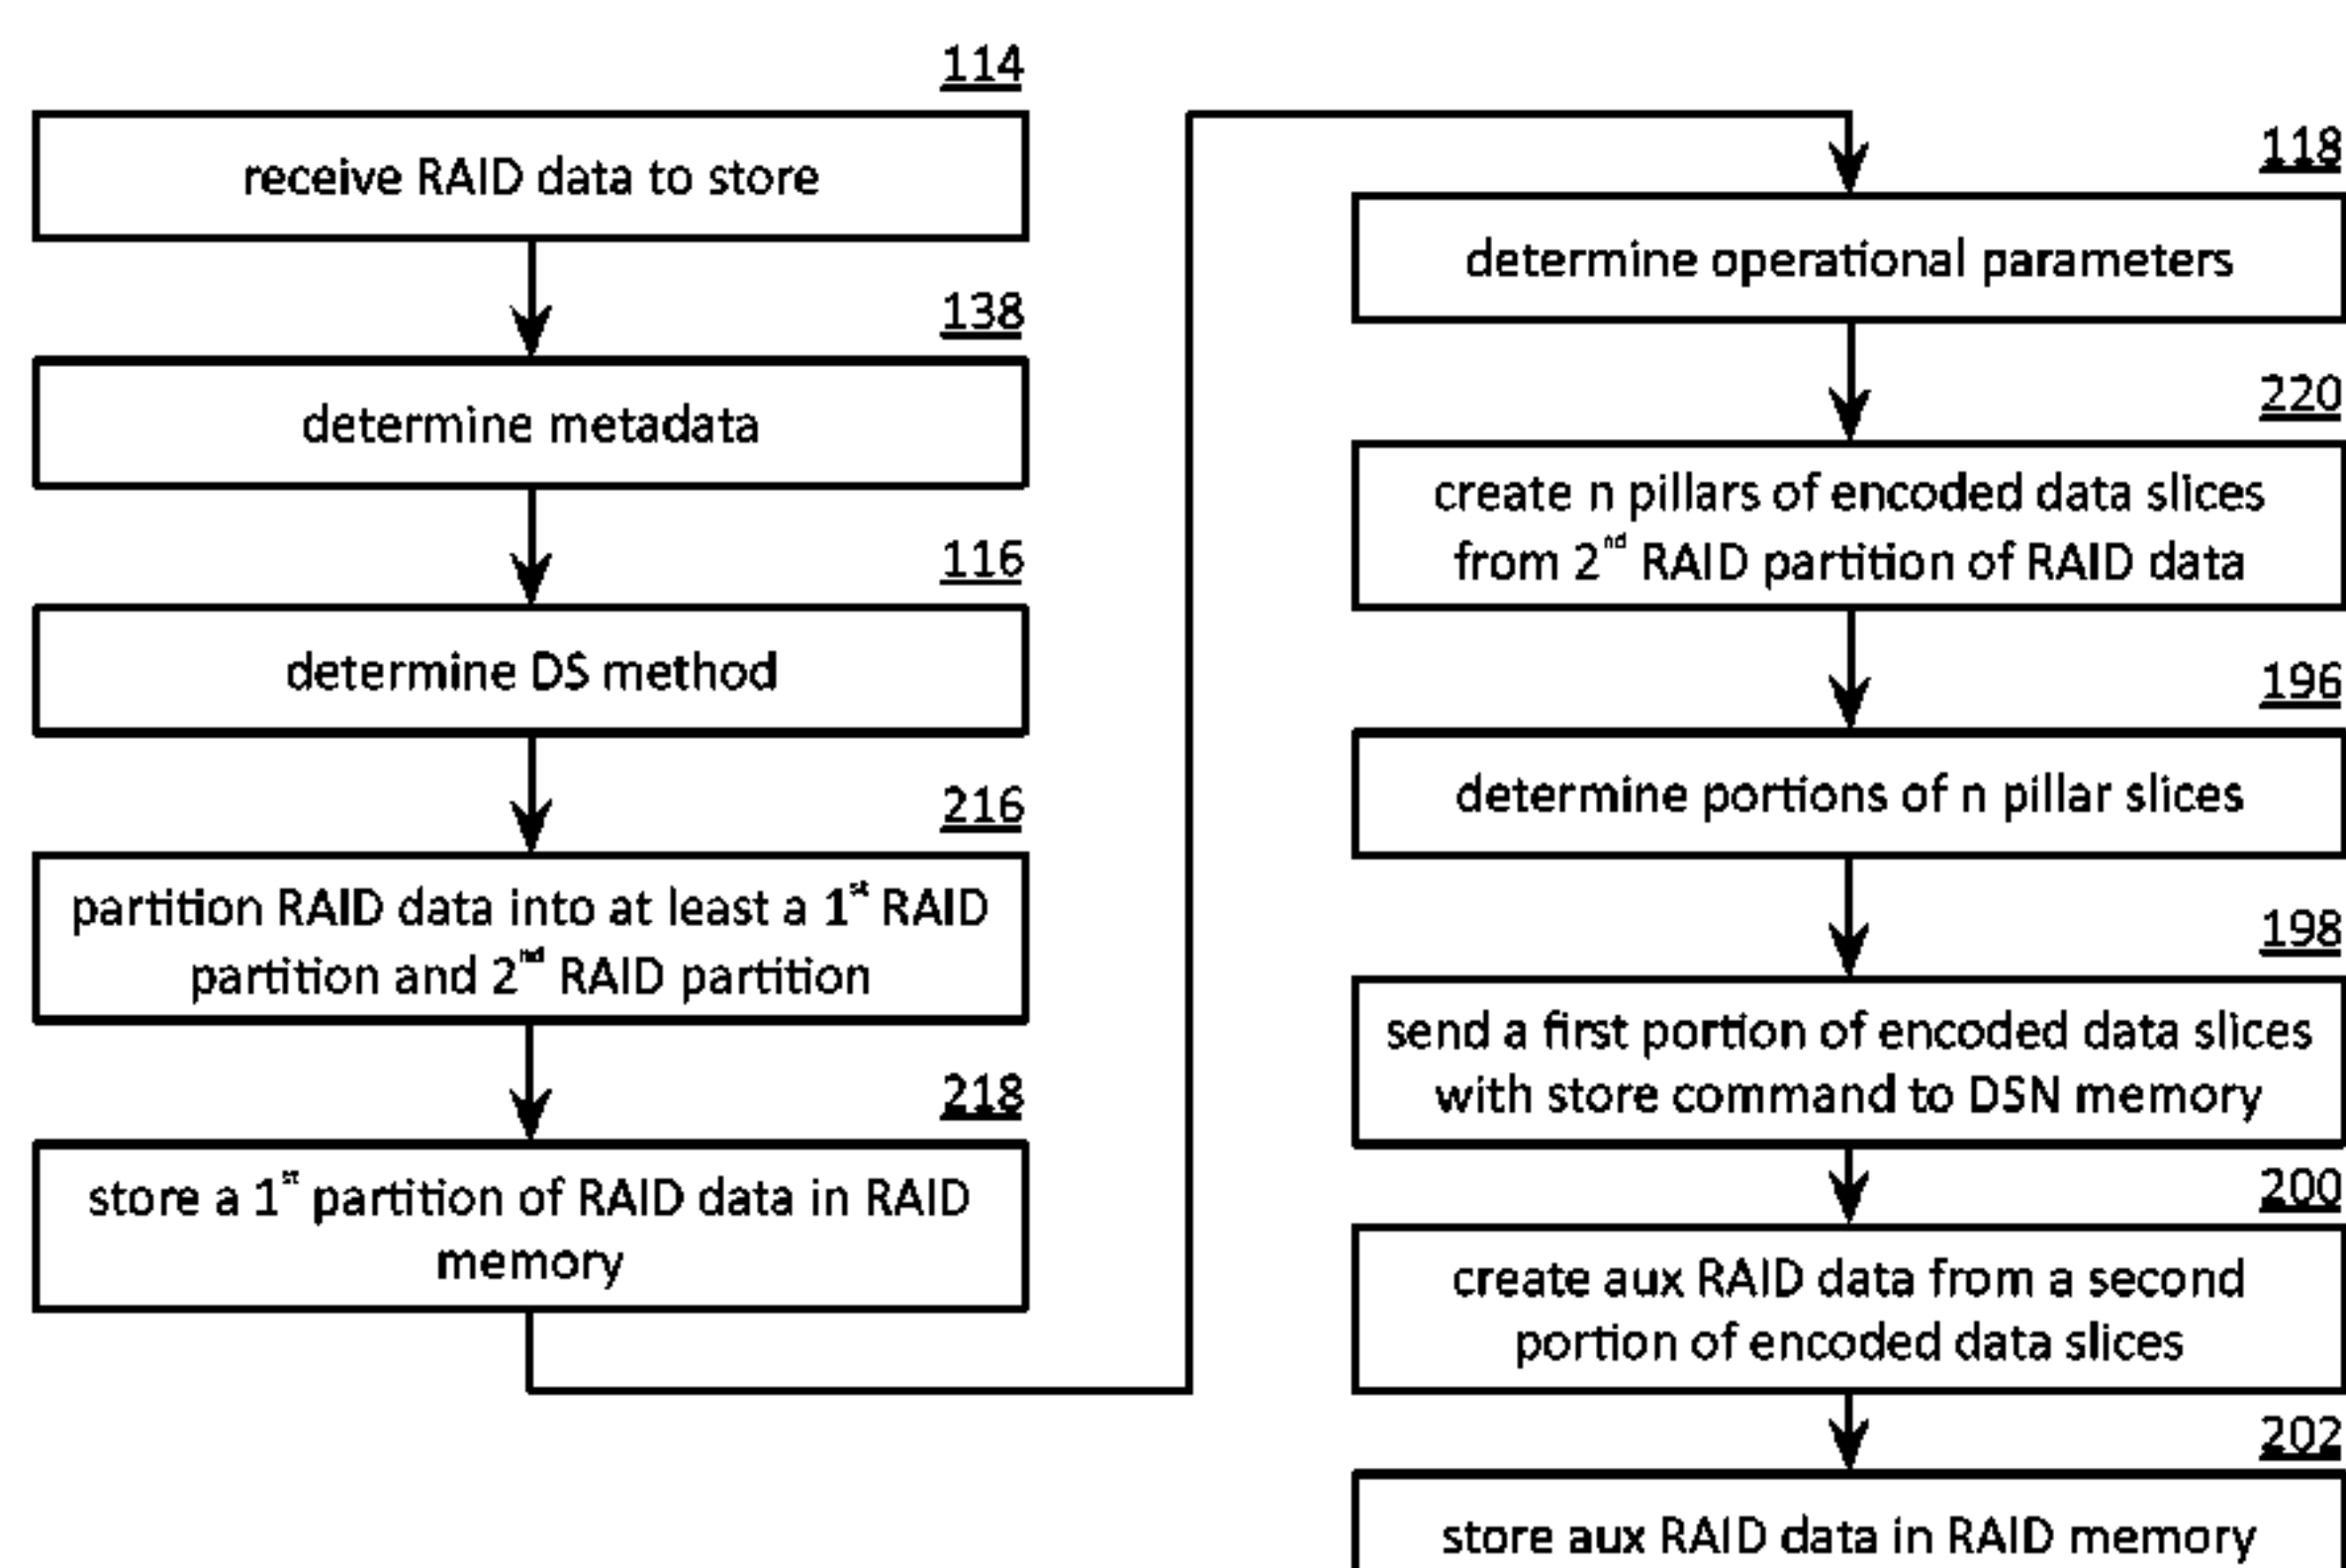 114
receive RAID data to store
138
determine metadata
116
determine DS method
216
partition RAID data into at least a 1st RAID
partition and 2nd RAID partition
218
store a 1st partition of RAID data in RAID
memory
118
determine operational parameters
220
create n pillars of encoded data slices
from 2nd RAID partition of RAID data
196
determine portions of n pillar slices
198
send a first portion of encoded data slices
with store command to DSN memory
200
create aux RAID data from a second
portion of encoded data slices
202
store aux RAID data in RAID memory